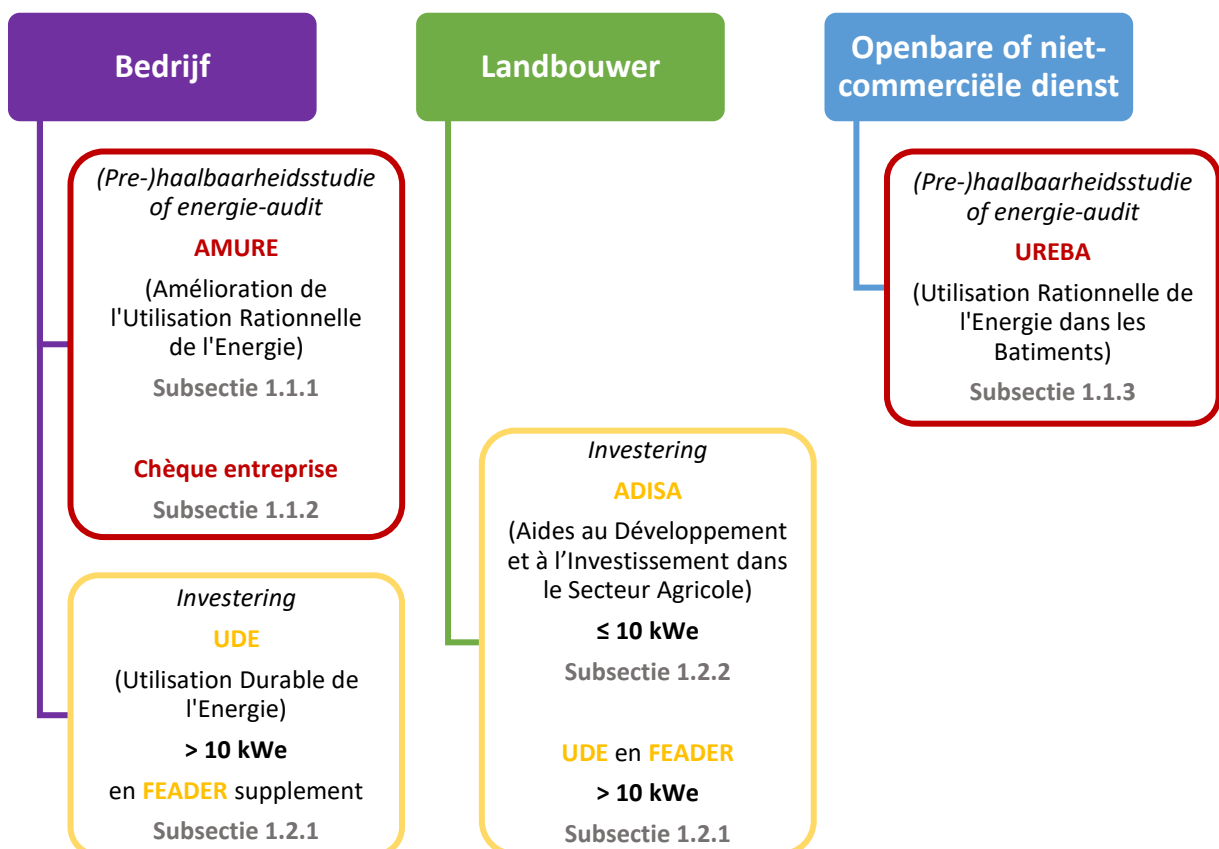 Bedrijf
(Pre-)haalbaarheidsstudie
of energie-audit
AMURE
(Amélioration de
l'Utilisation Rationnelle
de l'Energie)
Subsectie 1.1.1
Chèque entreprise
Subsectie 1.1.2
Investering
UDE
(Utilisation Durable de
l'Energie)
> 10 kWe
en FEADER supplement
Subsectie 1.2.1
Landbouwer
Investering
ADISA
(Aides au Développement
et à l’Investissement dans
le Secteur Agricole)
≤ 10 kWe
Subsectie 1.2.2
UDE en FEADER
> 10 kWe
Subsectie 1.2.1
Openbare of niet-
commerciële dienst
(Pre-)haalbaarheidsstudie
of energie-audit
UREBA
(Utilisation Rationnelle de
l'Energie dans les
Batiments)
Subsectie 1.1.3